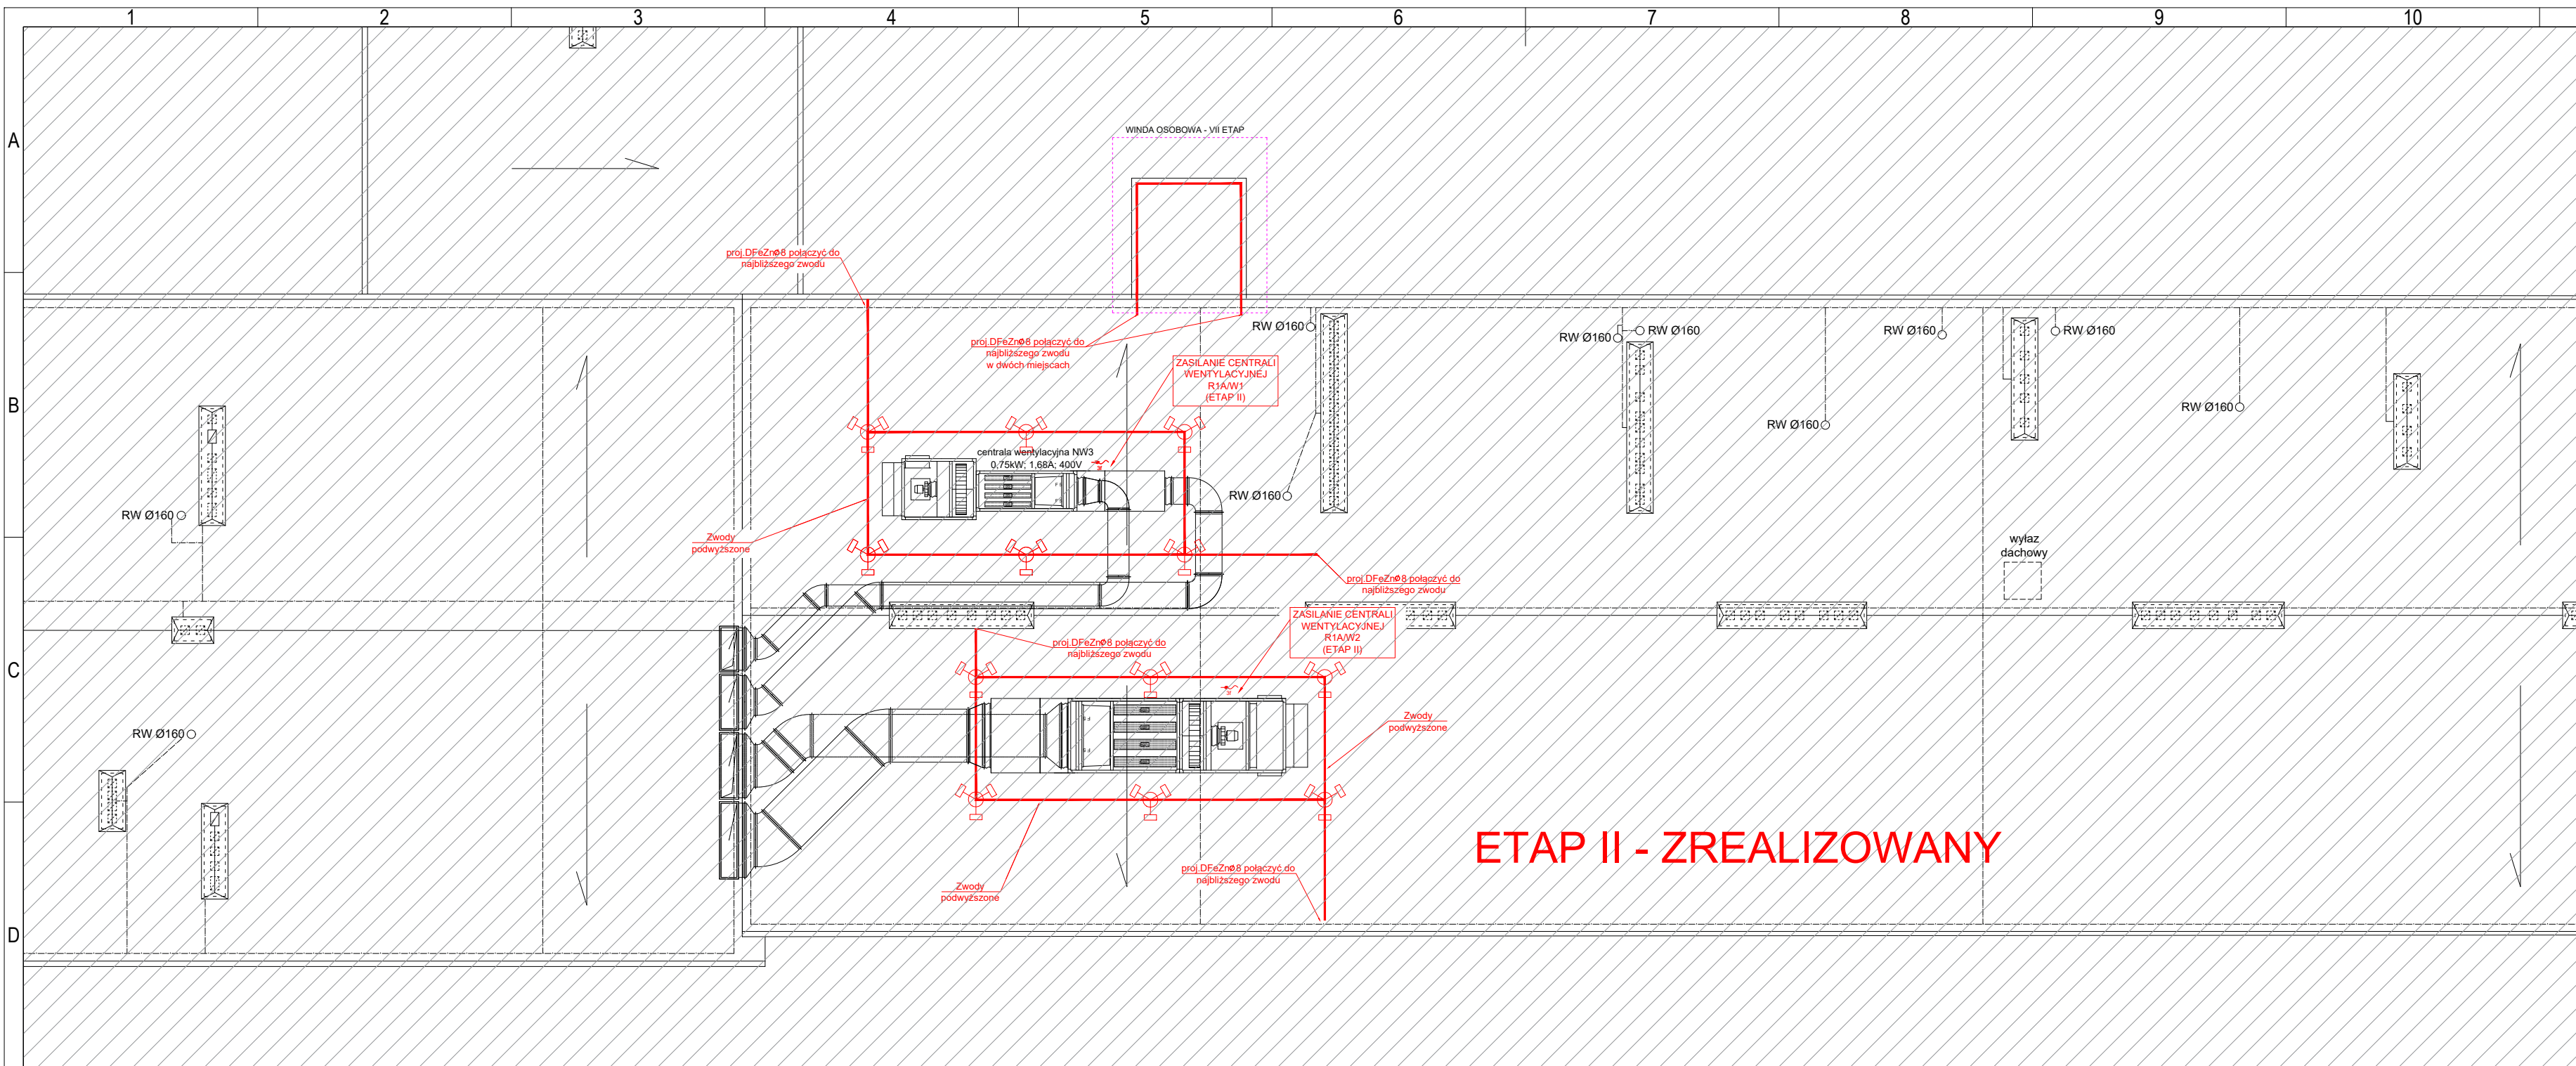 1 2 3 4 5 6 7 8 9 10
A
WINDA OSOBOWA - VII ETAP
proj.DFeZnø8 połączyć do
najbliższego zwodu
RW Ø160
RW Ø160
RW Ø160
RW Ø160
RW Ø160
proj.DFeZnø8 połączyć do
najbliższego zwodu
w dwóch miejscach
ZASILANIE CENTRALI
WENTYLACYJNEJ
R1A/W1
(ETAP II)
B
RW Ø160
RW Ø160
centrala wentylacyjna NW3
0,75kW; 1,68A; 400V
RW Ø160
RW Ø160
Zwody
podwyższone
wyłaz
dachowy
proj.DFeZnø8 połączyć do
najbliższego zwodu
ZASILANIE CENTRALI
WENTYLACYJNEJ
R1A/W2
(ETAP II)
proj.DFeZnø8 połączyć do
najbliższego zwodu
C
RW Ø160
Zwody
podwyższone
ETAP II - ZREALIZOWANY
proj.DFeZnø8 połączyć do
najbliższego zwodu
Zwody
podwyższone
D